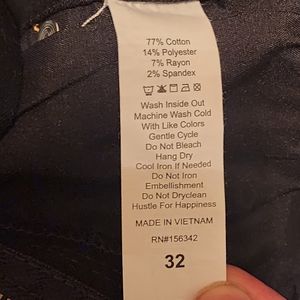 77% Cotton
14% Polyester
7% Rayon
2% Spandex
Wash Inside Out
Machine Wash Cold
With Like Colors
Gentle Cycle
Do Not Bleach
Hang Dry
Cool Iron If Needed
Do Not Iron
Embellishment
Do Not Dryclean
Hustle For Happiness
MADE IN VIETNAM
RN#156342
32